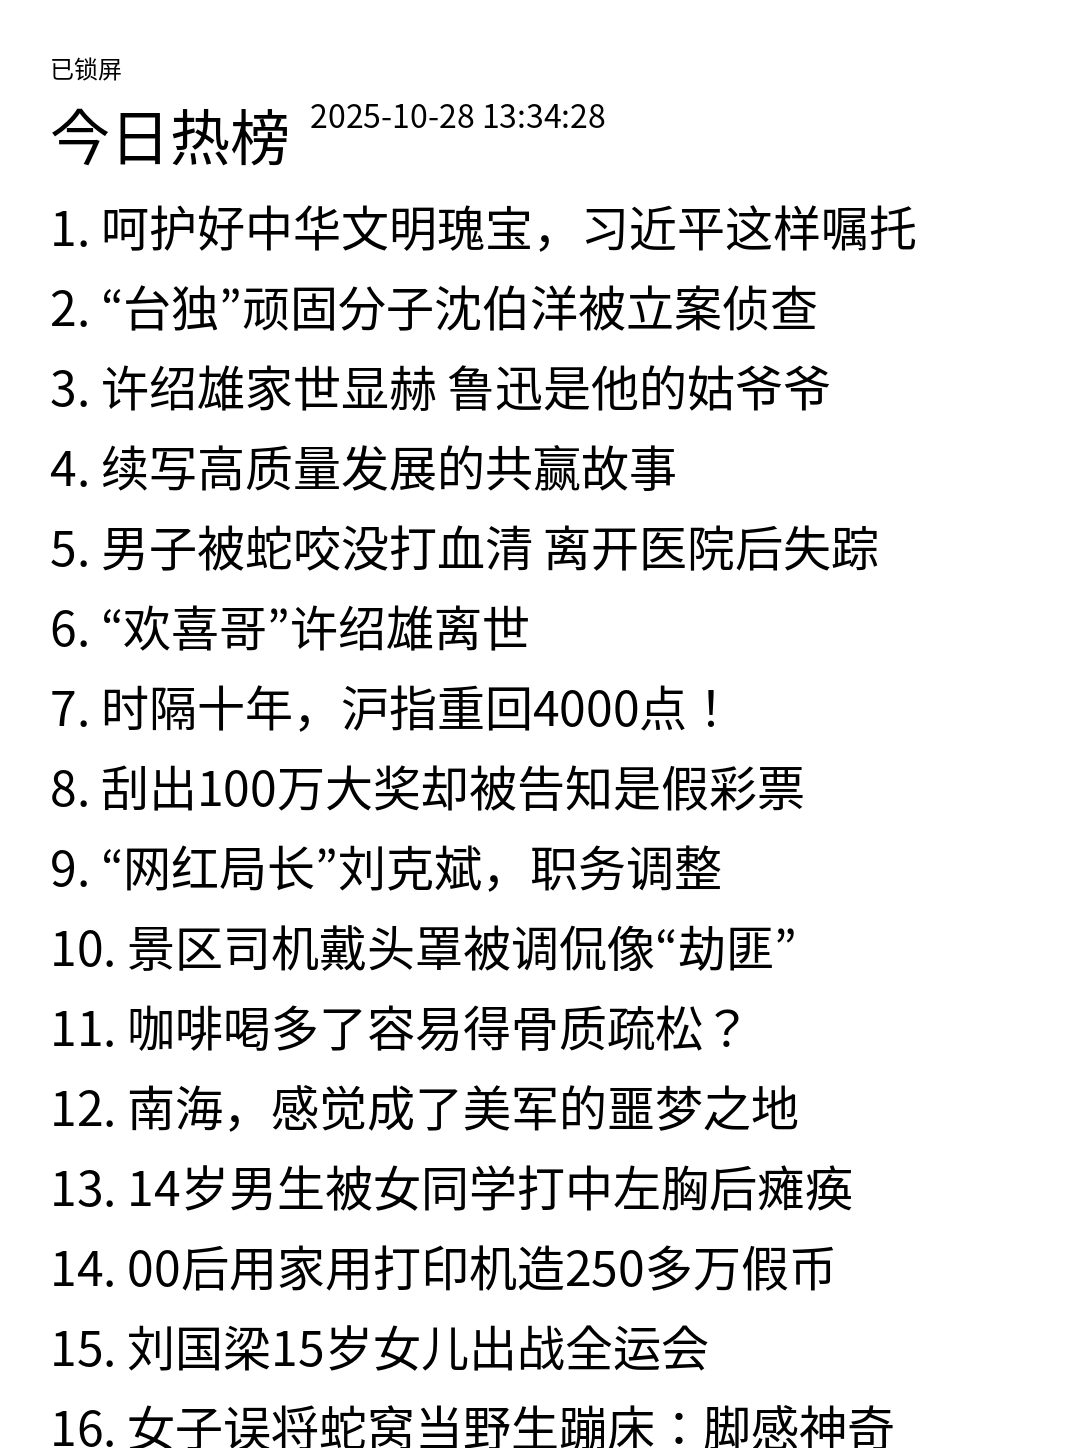 已锁屏
今日热榜 2025-10-28 13:34:28
1. 呵护好中华文明瑰宝，习近平这样嘱托
2. “台独”顽固分子沈伯洋被立案侦查
3. 许绍雄家世显赫 鲁迅是他的姑爷爷
4. 续写高质量发展的共赢故事
5. 男子被蛇咬没打血清 离开医院后失踪
6. “欢喜哥”许绍雄离世
7. 时隔十年，沪指重回4000点！
8. 刮出100万大奖却被告知是假彩票
9. “网红局长”刘克斌，职务调整
10. 景区司机戴头罩被调侃像“劫匪”
11. 咖啡喝多了容易得骨质疏松？
12. 南海，感觉成了美军的噩梦之地
13. 14岁男生被女同学打中左胸后瘫痪
14. 00后用家用打印机造250多万假币
15. 刘国梁15岁女儿出战全运会
16. 女子误将蛇窝当野生蹦床：脚感神奇